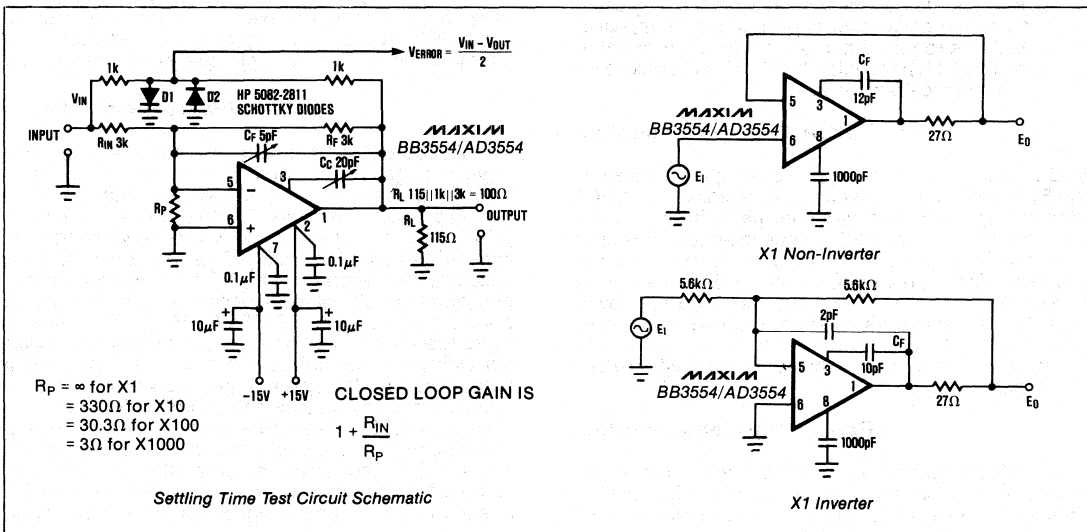 VERROR = VIN – VOUT / 2
1k
1k
D1
D2
HP 5082-2811
SCHOTTKY DIODES
VIN
INPUT
RIN 3k
RF 3k
CF 5pF
MAXIM
BB3554/AD3554
CC 20pF
RL 115||1k||3k = 100Ω
5
3
RP
6
1
OUTPUT
2
RL
115Ω
7
0.1µF
0.1µF
10µF
+
+
10µF
-15V +15V
RP = ∞ for X1
= 330Ω for X10
= 30.3Ω for X100
= 3Ω for X1000
CLOSED LOOP GAIN IS
1 + RIN / RP
Settling Time Test Circuit Schematic
CF
12pF
5
3
1
MAXIM
BB3554/AD3554
6
8
27Ω
EO
EI
1000pF
X1 Non-Inverter
5.6kΩ
5.6kΩ
EI
2pF
CF
10pF
5
3
1
MAXIM
BB3554/AD3554
6
8
27Ω
EO
1000pF
X1 Inverter